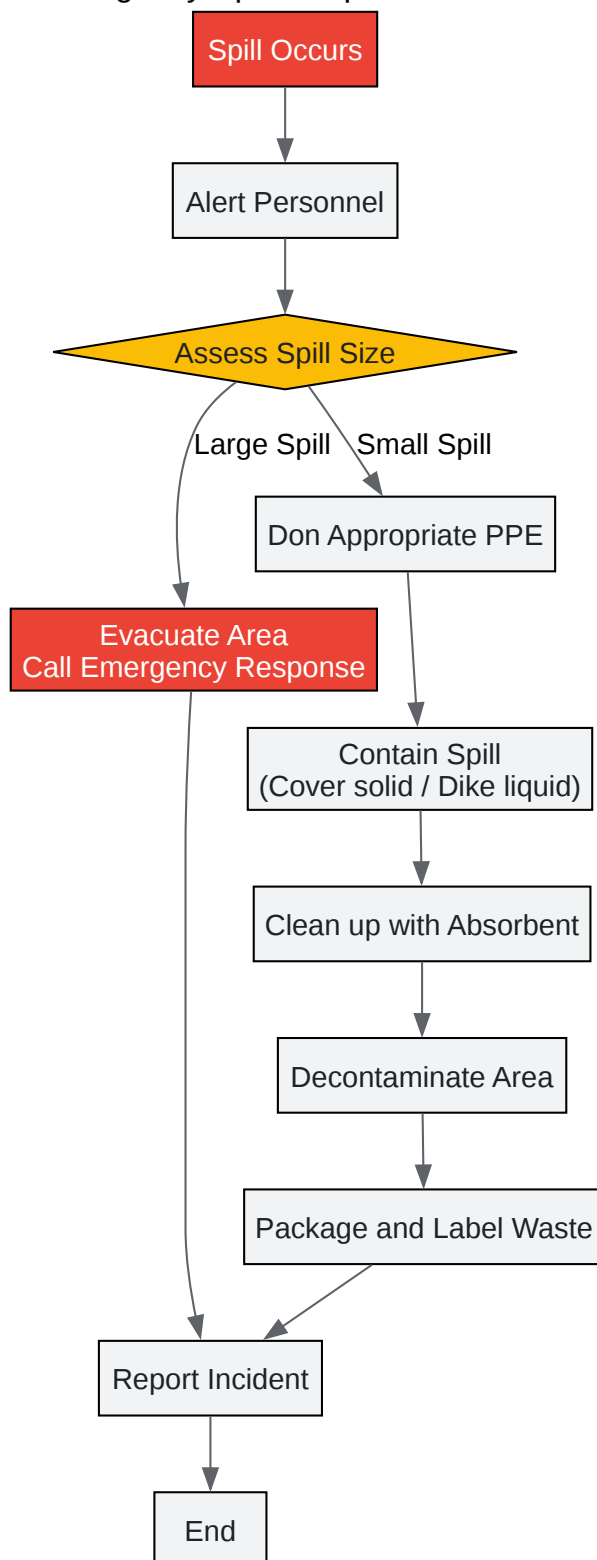 Spill Occurs
Alert Personnel
Assess Spill Size
Large Spill
Small Spill
Don Appropriate PPE
Evacuate Area
Call Emergency Response
Contain Spill
(Cover solid / Dike liquid)
Clean up with Absorbent
Decontaminate Area
Package and Label Waste
Report Incident
End